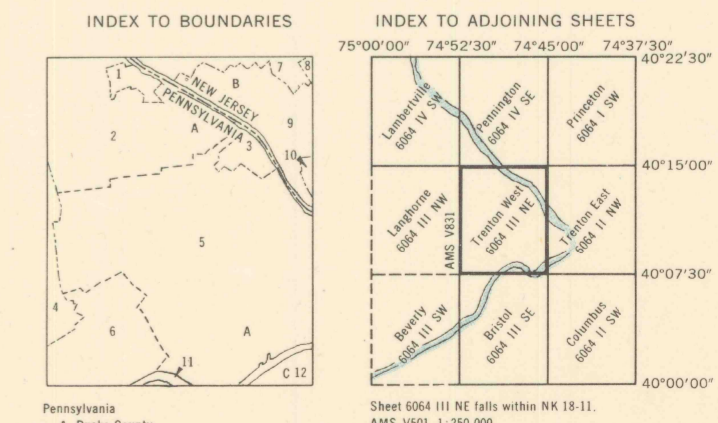 INDEX TO BOUNDARIES
1
7
8
B
NEW JERSEY
PENNSYLVANIA
2
A
3
9
10
5
4
6
A
11
C 12
Pennsylvania
INDEX TO ADJOINING SHEETS
75°00'00" 74°52'30" 74°45'00" 74°37'30"
40°22'30"
Lambertville
6064 IV SW
Pennington
6064 IV SE
Princeton
6064 I SW
40°15'00"
Langhorne
6064 III NW
AMS V831
Trenton West
6064 III NE
Trenton East
6064 II NW
40°07'30"
Beverly
6064 III SW
Bristol
6064 III SE
Columbus
6064 II SW
40°00'00"
Sheet 6064 III NE falls within NK 18-11,
AMS V501, 1:250,000